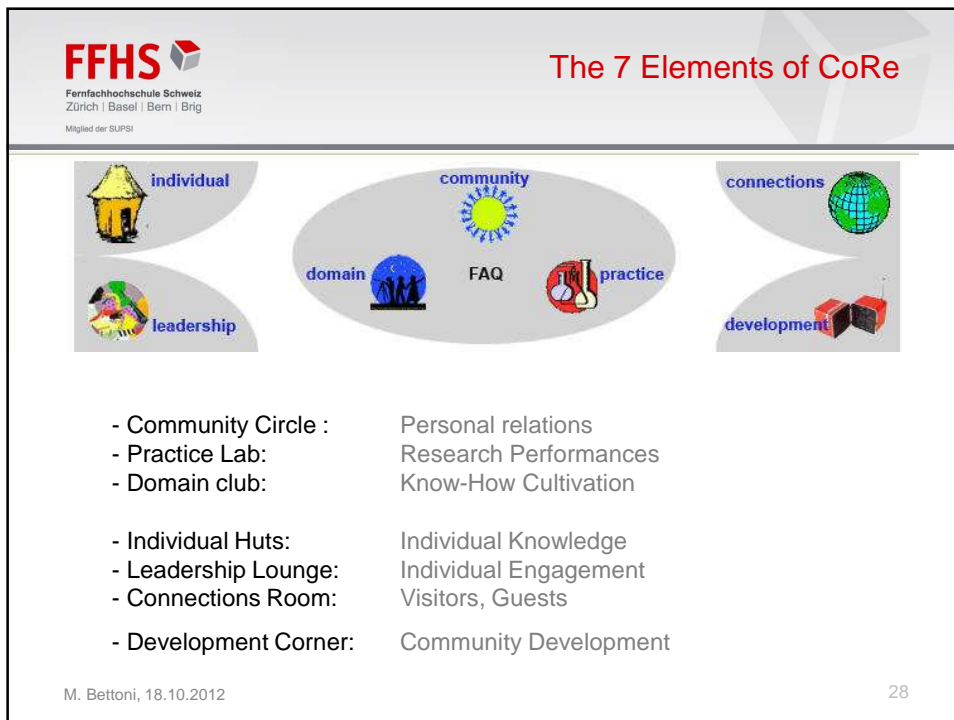 FFHS
Fernfachhochschule Schweiz
Zürich | Basel | Bern | Brig
Mitglied der SUPSI
The 7 Elements of CoRe
individual
community
connections
domain
FAQ
practice
leadership
development
- Community Circle : Personal relations
- Practice Lab: Research Performances
- Domain club: Know-How Cultivation
- Individual Huts: Individual Knowledge
- Leadership Lounge: Individual Engagement
- Connections Room: Visitors, Guests
- Development Corner: Community Development
M. Bettoni, 18.10.2012
28